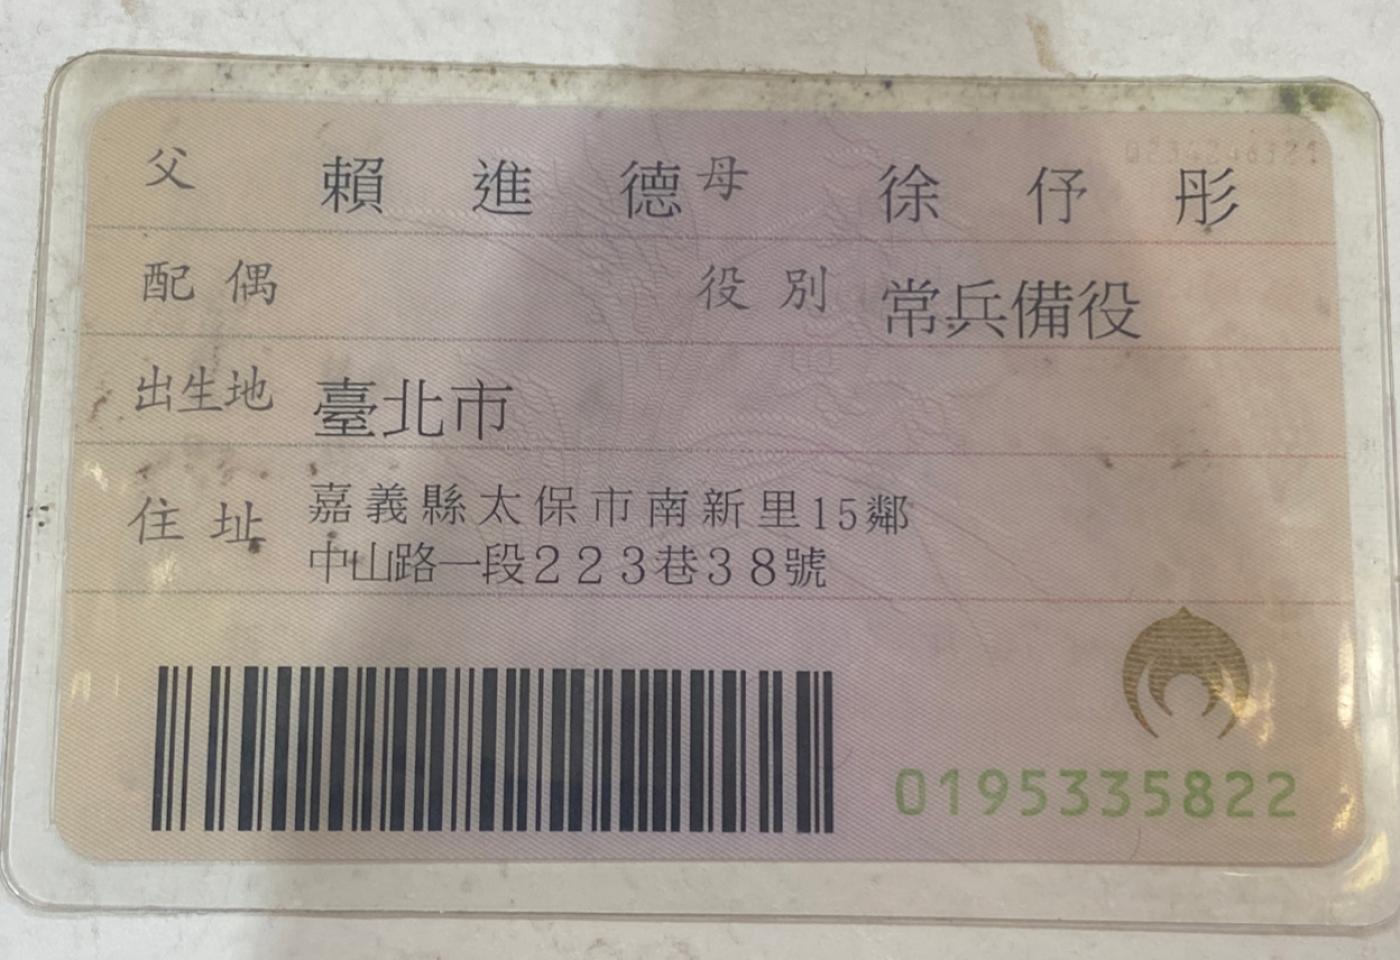 父 賴進德 母 徐伃彤
配偶 役別 常兵備役
出生地 臺北市
住址 嘉義縣太保市南新里15鄰
中山路一段223巷38號
0195335822